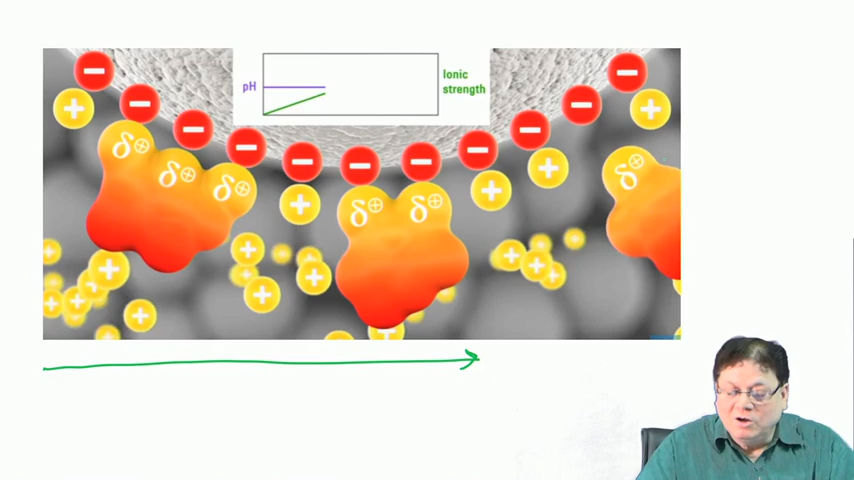 pH
Ionic
strength
− − − − − − − − − −
+ + + + +
δ⊕ δ⊕ δ⊕ δ⊕ δ⊕ δ⊕
+ + + + + + + + +